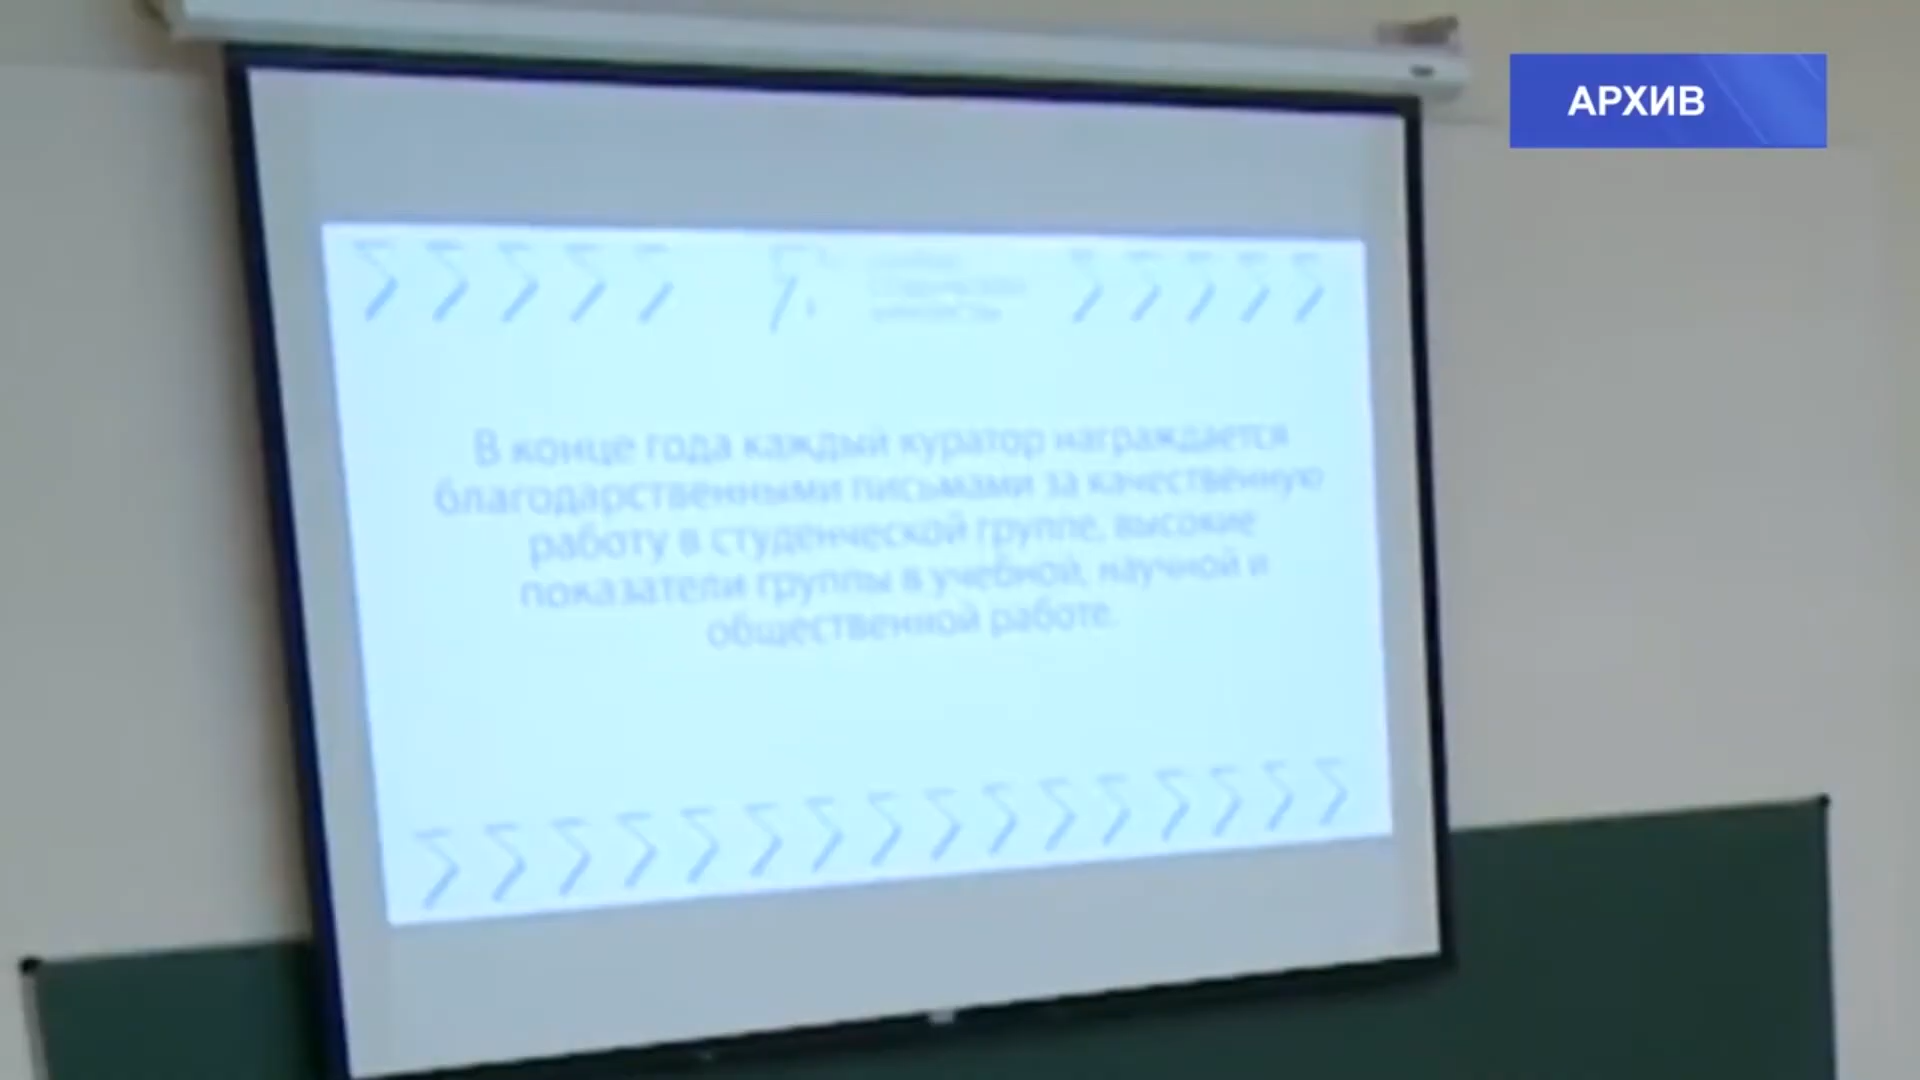 АРХИВ
В конце года каждый куратор награждается
благодарственными письмами за качественную
работу в студенческой группе, высокие
показатели группы в учебной, научной и
общественной работе.